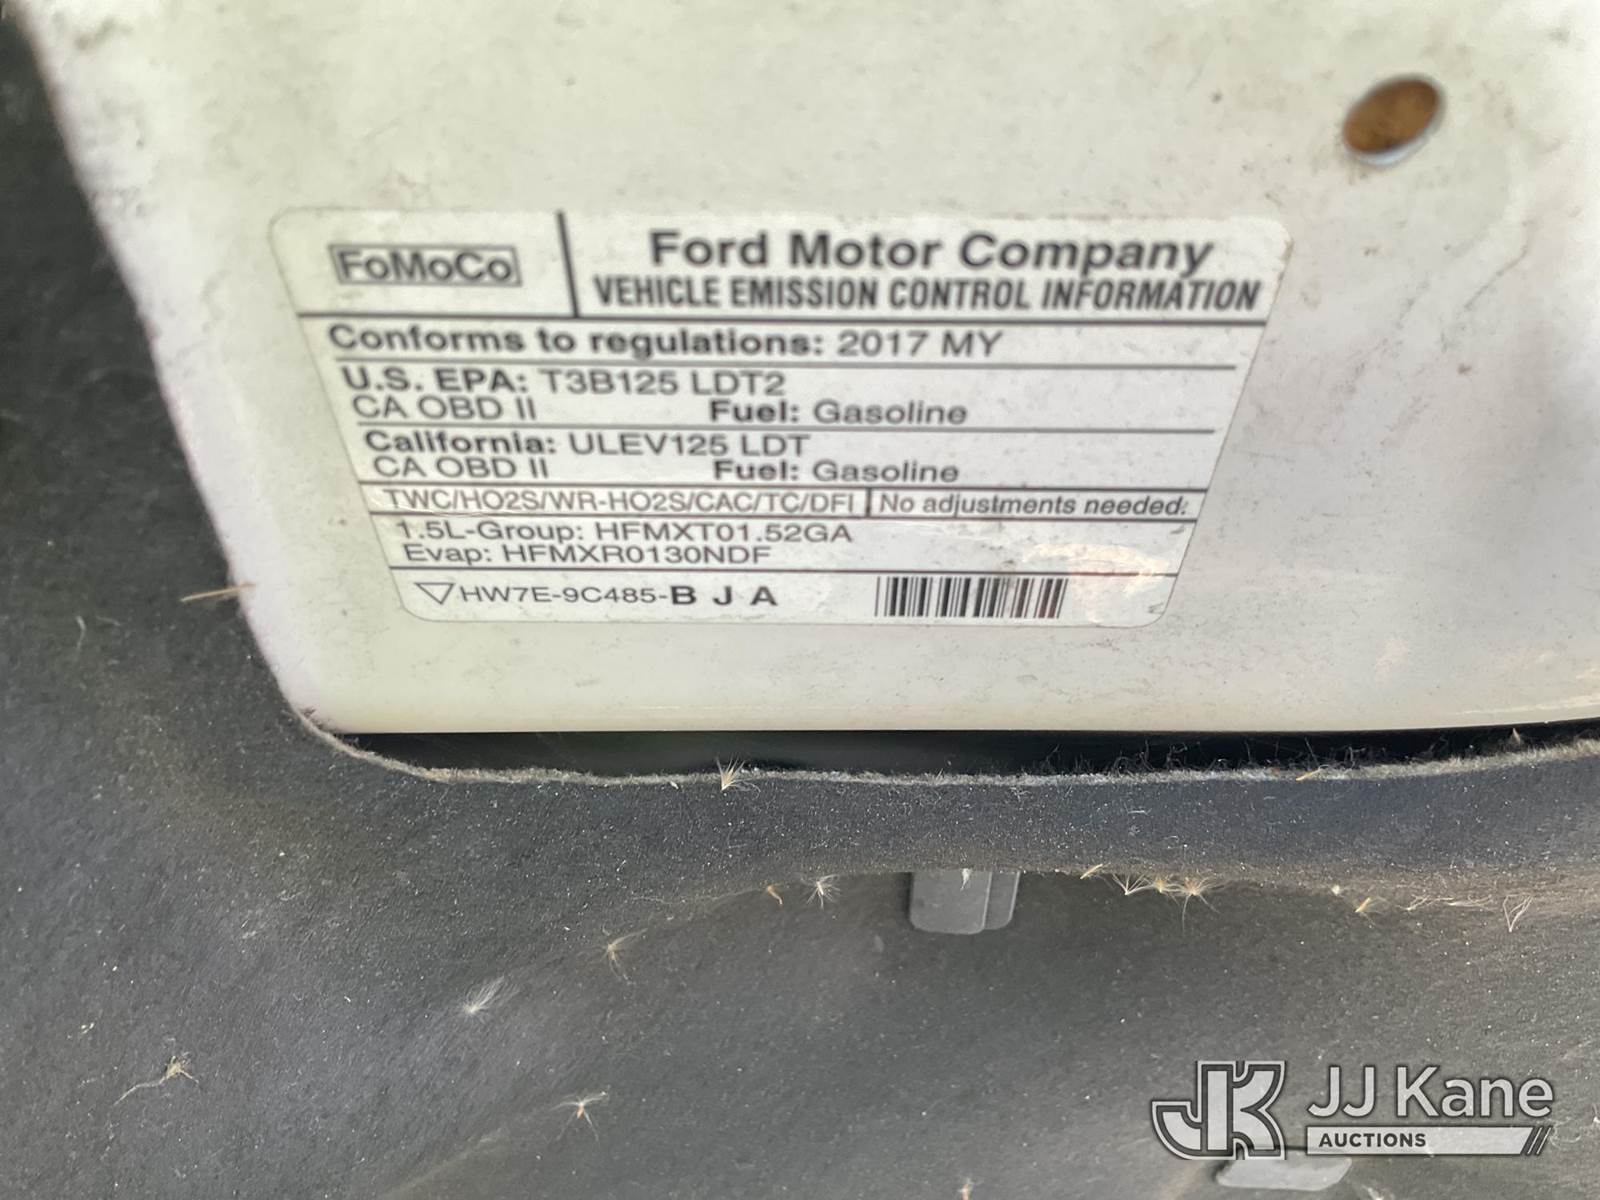 FoMoCo
Ford Motor Company
VEHICLE EMISSION CONTROL INFORMATION
Conforms to regulations: 2017 MY
U.S. EPA: T3B125 LDT2
CA OBD II Fuel: Gasoline
California: ULEV125 LDT
CA OBD II Fuel: Gasoline
TWC/HO2S/WR-HO2S/CAC/TC/DFI No adjustments needed.
1.5L-Group: HFMXT01.52GA
Evap: HFMXR0130NDF
HW7E-9C485-B J A
JK JJ Kane
AUCTIONS